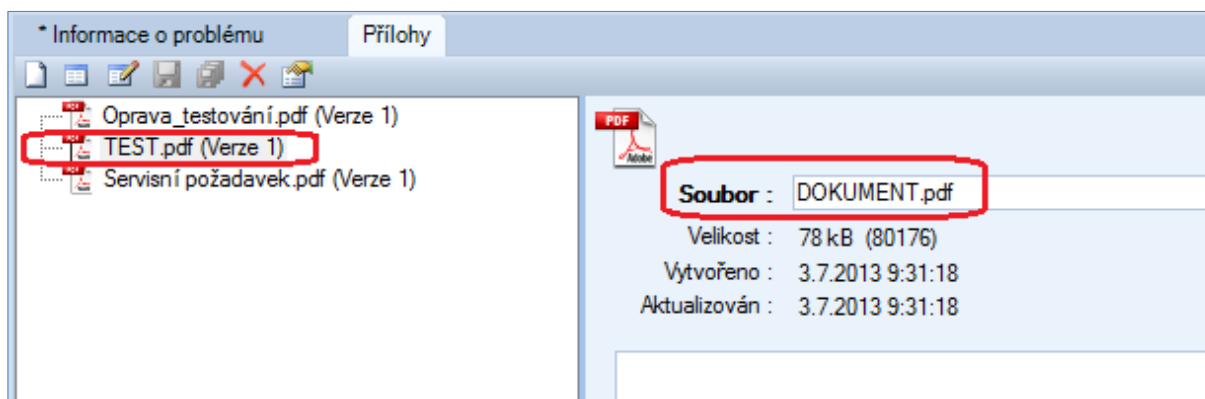 * Informace o problému
Přílohy
Oprava_testování.pdf (Verze 1)
TEST.pdf (Verze 1)
Servisní požadavek.pdf (Verze 1)
PDF
Adobe
Soubor : DOKUMENT.pdf
Velikost : 78 kB (80176)
Vytvořeno : 3.7.2013 9:31:18
Aktualizován : 3.7.2013 9:31:18